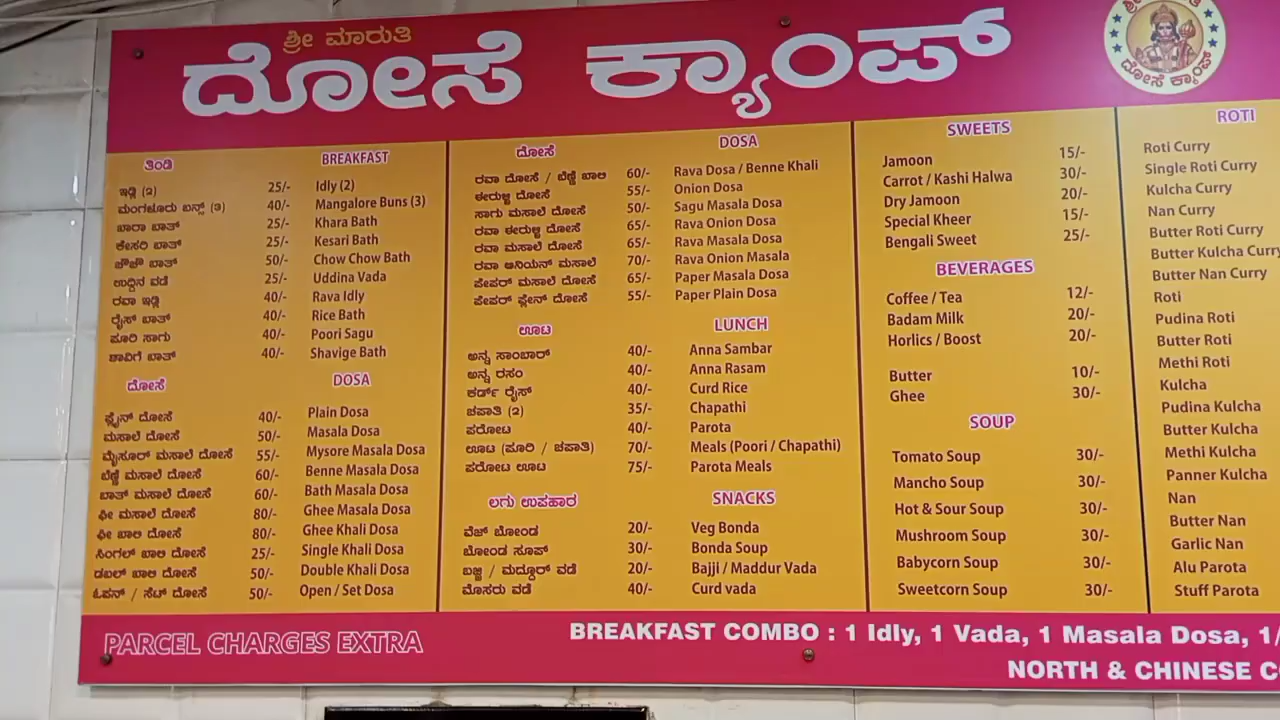 ಶ್ರೀ ಮಾರುತಿ
ದೋಸೆ ಕ್ಯಾಂಪ್
ದೋಸೆ ಕ್ಯಾಂಪ್
ತಿಂಡಿ BREAKFAST
ಇಡ್ಲಿ (೨) 25/- Idly (2)
ಮಂಗಳೂರು ಬನ್ಸ್ (೩) 40/- Mangalore Buns (3)
ಖಾರಾ ಬಾತ್ 25/- Khara Bath
ಕೇಸರಿ ಬಾತ್ 25/- Kesari Bath
ಚೌಚೌ ಬಾತ್ 50/- Chow Chow Bath
ಉದ್ದಿನ ವಡೆ 25/- Uddina Vada
ರವಾ ಇಡ್ಲಿ 40/- Rava Idly
ರೈಸ್ ಬಾತ್ 40/- Rice Bath
ಪೂರಿ ಸಾಗು 40/- Poori Sagu
ಶಾವಿಗೆ ಬಾತ್ 40/- Shavige Bath
ದೋಸೆ DOSA
ಪ್ಲೈನ್ ದೋಸೆ 40/- Plain Dosa
ಮಸಾಲೆ ದೋಸೆ 50/- Masala Dosa
ಮೈಸೂರ್ ಮಸಾಲೆ ದೋಸೆ 55/- Mysore Masala Dosa
ಬೆಣ್ಣೆ ಮಸಾಲೆ ದೋಸೆ 60/- Benne Masala Dosa
ಬಾತ್ ಮಸಾಲೆ ದೋಸೆ 60/- Bath Masala Dosa
ಘೀ ಮಸಾಲೆ ದೋಸೆ 80/- Ghee Masala Dosa
ಘೀ ಖಾಲಿ ದೋಸೆ 80/- Ghee Khali Dosa
ಸಿಂಗಲ್ ಖಾಲಿ ದೋಸೆ 25/- Single Khali Dosa
ಡಬಲ್ ಖಾಲಿ ದೋಸೆ 50/- Double Khali Dosa
ಓಪನ್ / ಸೆಟ್ ದೋಸೆ 50/- Open / Set Dosa
ದೋಸೆ DOSA
ರವಾ ದೋಸೆ / ಬೆಣ್ಣೆ ಖಾಲಿ 60/- Rava Dosa / Benne Khali
ಈರುಳ್ಳಿ ದೋಸೆ 55/- Onion Dosa
ಸಾಗು ಮಸಾಲೆ ದೋಸೆ 50/- Sagu Masala Dosa
ರವಾ ಈರುಳ್ಳಿ ದೋಸೆ 65/- Rava Onion Dosa
ರವಾ ಮಸಾಲೆ ದೋಸೆ 65/- Rava Masala Dosa
ರವಾ ಆನಿಯನ್ ಮಸಾಲೆ 70/- Rava Onion Masala
ಪೇಪರ್ ಮಸಾಲೆ ದೋಸೆ 65/- Paper Masala Dosa
ಪೇಪರ್ ಪ್ಲೇನ್ ದೋಸೆ 55/- Paper Plain Dosa
ಊಟ LUNCH
ಅನ್ನ ಸಾಂಬಾರ್ 40/- Anna Sambar
ಅನ್ನ ರಸಂ 40/- Anna Rasam
ಕರ್ಡ್ ರೈಸ್ 40/- Curd Rice
ಚಪಾತಿ (2) 35/- Chapathi
ಪರೋಟ 40/- Parota
ಊಟ (ಪೂರಿ / ಚಪಾತಿ) 70/- Meals (Poori / Chapathi)
ಪರೋಟ ಊಟ 75/- Parota Meals
ಲಗು ಉಪಹಾರ SNACKS
ವೆಜ್ ಬೋಂಡ 20/- Veg Bonda
ಬೋಂಡ ಸೂಪ್ 30/- Bonda Soup
ಬಜ್ಜಿ / ಮದ್ದೂರ್ ವಡೆ 20/- Bajji / Maddur Vada
ಮೊಸರು ವಡೆ 40/- Curd vada
SWEETS
Jamoon 15/-
Carrot / Kashi Halwa 30/-
Dry Jamoon 20/-
Special Kheer 15/-
Bengali Sweet 25/-
BEVERAGES
Coffee / Tea 12/-
Badam Milk 20/-
Horlics / Boost 20/-
Butter 10/-
Ghee 30/-
SOUP
Tomato Soup 30/-
Mancho Soup 30/-
Hot & Sour Soup 30/-
Mushroom Soup 30/-
Babycorn Soup 30/-
Sweetcorn Soup 30/-
ROTI
Roti Curry
Single Roti Curry
Kulcha Curry
Nan Curry
Butter Roti Curry
Butter Kulcha Curry
Butter Nan Curry
Roti
Pudina Roti
Butter Roti
Methi Roti
Kulcha
Pudina Kulcha
Butter Kulcha
Methi Kulcha
Panner Kulcha
Nan
Butter Nan
Garlic Nan
Alu Parota
Stuff Parota
PARCEL CHARGES EXTRA
BREAKFAST COMBO : 1 Idly, 1 Vada, 1 Masala Dosa, 1/
NORTH & CHINESE